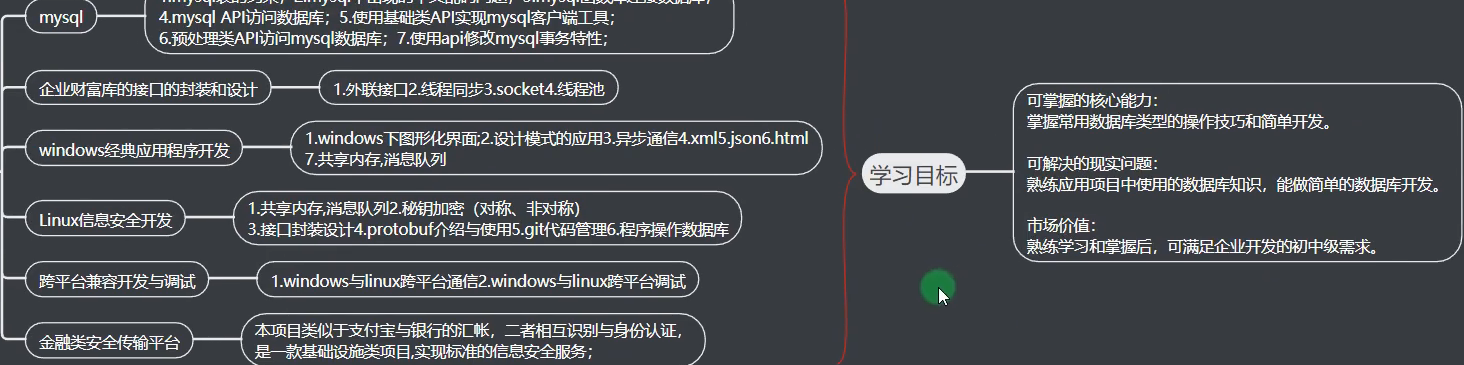 mysql
4.mysql API访问数据库；5.使用基础类API实现mysql客户端工具；
6.预处理类API访问mysql数据库；7.使用api修改mysql事务特性；
企业财富库的接口的封装和设计
1.外联接口2.线程同步3.socket4.线程池
windows经典应用程序开发
1.windows下图形化界面;2.设计模式的应用3.异步通信4.xml5.json6.html
7.共享内存,消息队列
Linux信息安全开发
1.共享内存,消息队列2.秘钥加密（对称、非对称）
3.接口封装设计4.protobuf介绍与使用5.git代码管理6.程序操作数据库
跨平台兼容开发与调试
1.windows与linux跨平台通信2.windows与linux跨平台调试
金融类安全传输平台
本项目类似于支付宝与银行的汇帐，二者相互识别与身份认证，
是一款基础设施类项目,实现标准的信息安全服务；
学习目标
可掌握的核心能力：
掌握常用数据库类型的操作技巧和简单开发。
可解决的现实问题：
熟练应用项目中使用的数据库知识，能做简单的数据库开发。
市场价值：
熟练学习和掌握后，可满足企业开发的初中级需求。